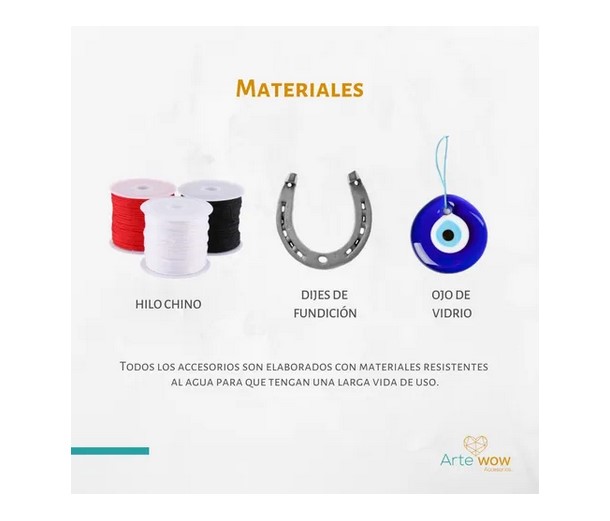 MATERIALES
HILO CHINO
DIJES DE
FUNDICIÓN
OJO DE
VIDRIO
TODOS LOS ACCESORIOS SON ELABORADOS CON MATERIALES RESISTENTES
AL AGUA PARA QUE TENGAN UNA LARGA VIDA DE USO.
Arte wow
Accesorios